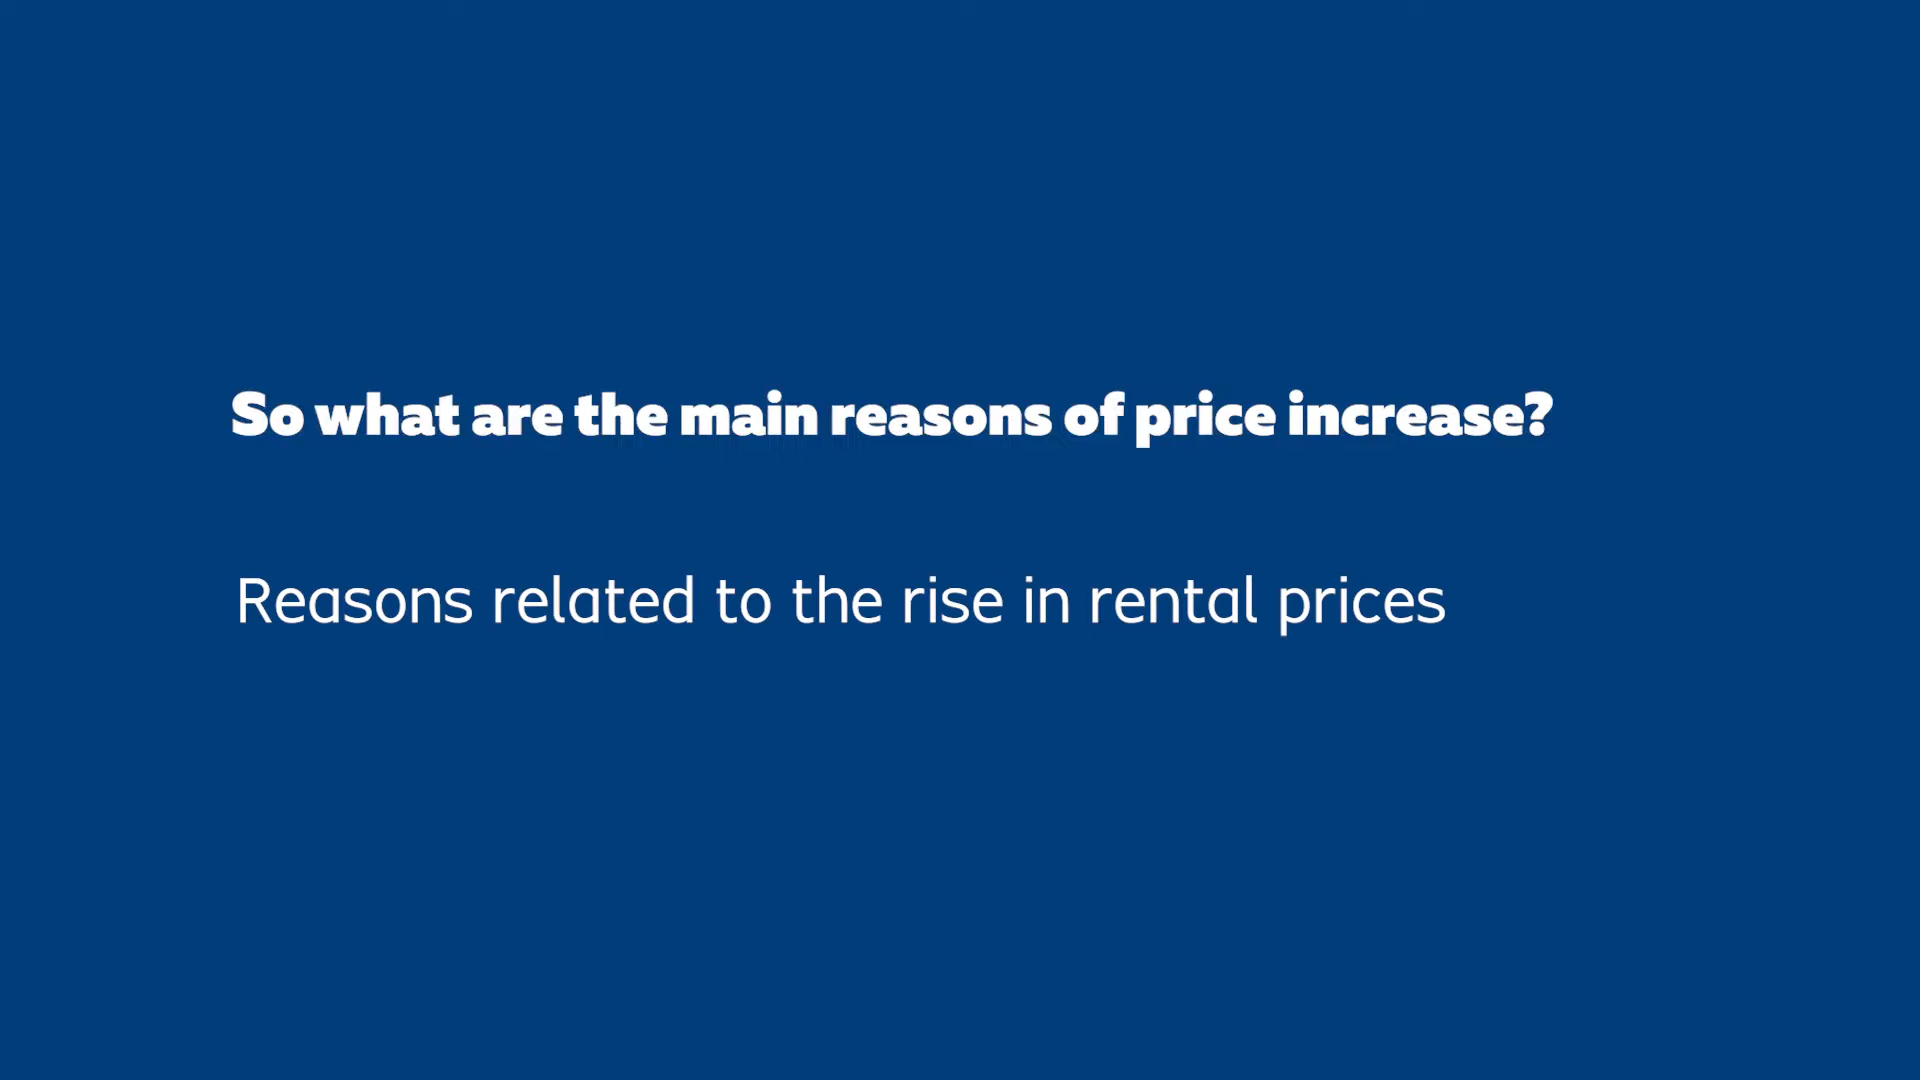 So what are the main reasons of price increase?
Reasons related to the rise in rental prices